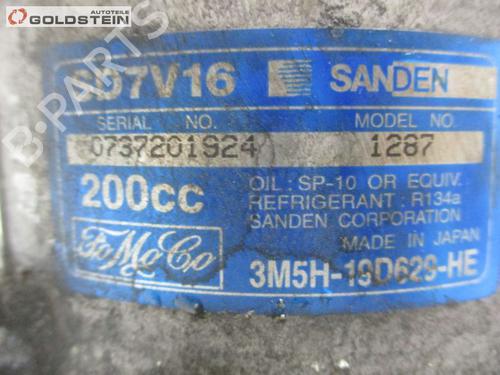 GOLDSTEIN
B-PARTS
SD7V16 SANDEN
SERIAL NO. MODEL NO.
0737201924 1287
200cc
OIL : SP-10 OR EQUIV.
REFRIGERANT : R134a
SANDEN CORPORATION
MADE IN JAPAN
FoMoCo
3M5H-19D629-HE